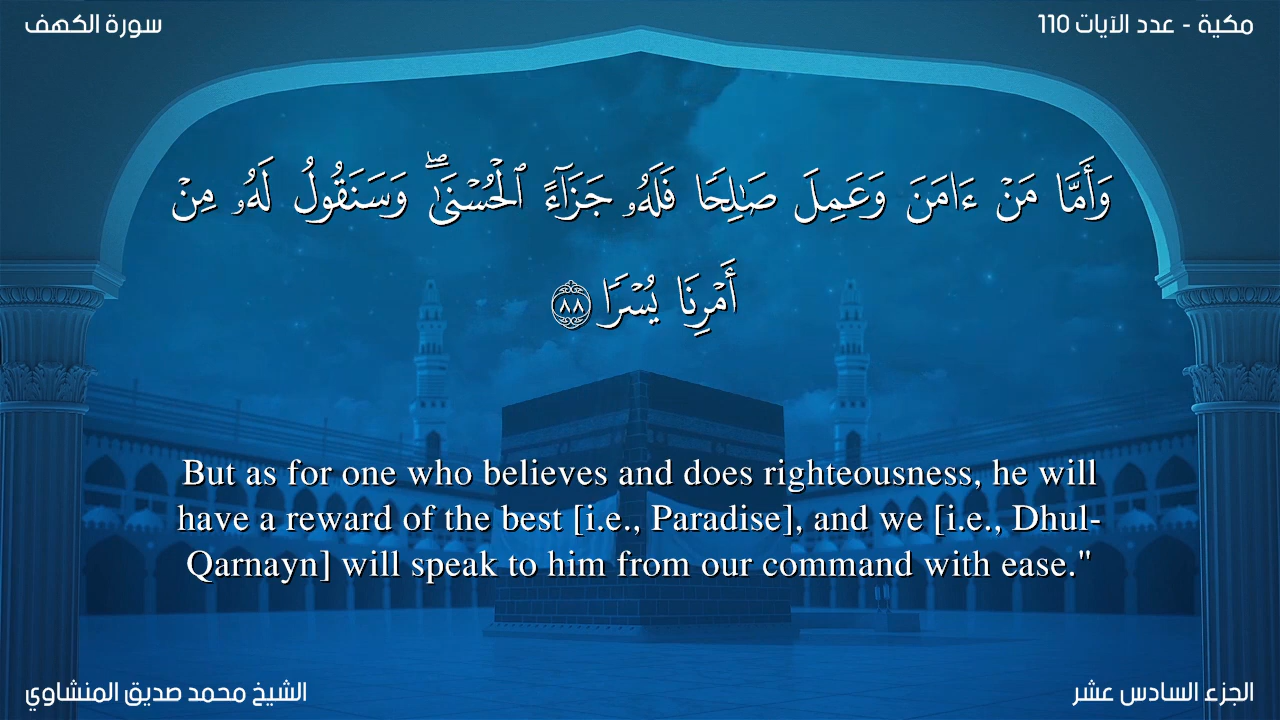 سورة الكهف
مكية - عدد الآيات 110
وَأَمَّا مَنْ ءَامَنَ وَعَمِلَ صَٰلِحًا فَلَهُۥ جَزَآءً ٱلْحُسْنَىٰ ۖ وَسَنَقُولُ لَهُۥ مِنْ
أَمْرِنَا يُسْرًا ٨٨
But as for one who believes and does righteousness, he will
have a reward of the best [i.e., Paradise], and we [i.e., Dhul-
Qarnayn] will speak to him from our command with ease."
الشيخ محمد صديق المنشاوي
الجزء السادس عشر